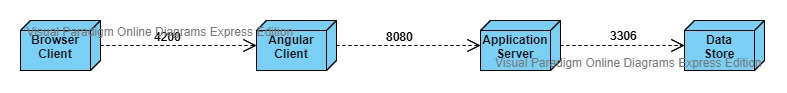 Visual Paradigm Online Diagrams Express Edition
Browser
Client
4200
Angular
Client
8080
Application
Server
3306
Data
Store
Visual Paradigm Online Diagrams Express Edition